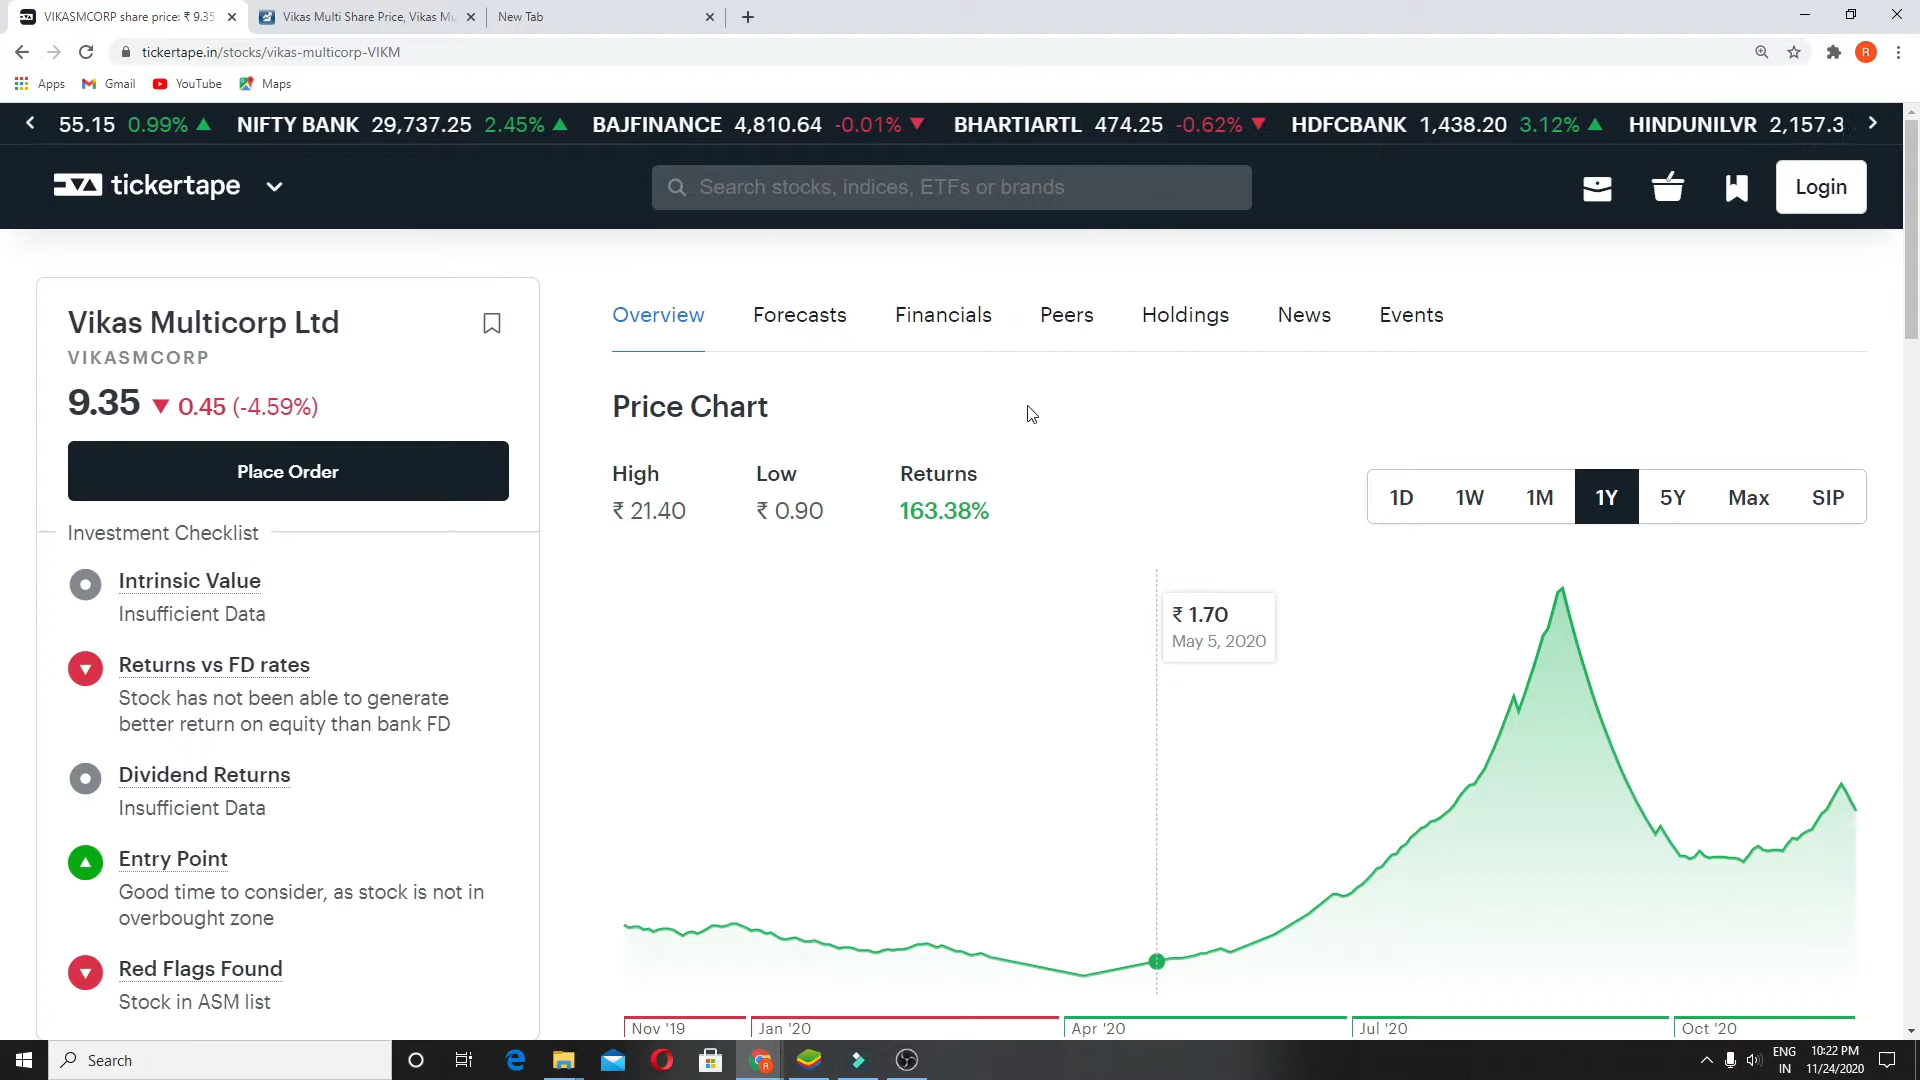 VIKASMCORP share price: ₹ 9.35
Vikas Multi Share Price, Vikas Mu
New Tab
tickertape.in/stocks/vikas-multicorp-VIKM
R
Apps Gmail YouTube Maps
55.15 0.99% ▲ NIFTY BANK 29,737.25 2.45% ▲ BAJFINANCE 4,810.64 -0.01% ▼ BHARTIARTL 474.25 -0.62% ▼ HDFCBANK 1,438.20 3.12% ▲ HINDUNILVR 2,157.3
tickertape
Search stocks, indices, ETFs or brands
Login
Vikas Multicorp Ltd
VIKASMCORP
9.35 ▼ 0.45 (-4.59%)
Place Order
Investment Checklist
Intrinsic Value
Insufficient Data
Returns vs FD rates
Stock has not been able to generate
better return on equity than bank FD
Dividend Returns
Insufficient Data
Entry Point
Good time to consider, as stock is not in
overbought zone
Red Flags Found
Stock in ASM list
Overview Forecasts Financials Peers Holdings News Events
Price Chart
High Low Returns
₹ 21.40 ₹ 0.90 163.38%
1D 1W 1M 1Y 5Y Max SIP
₹ 1.70
May 5, 2020
Nov '19 Jan '20 Apr '20 Jul '20 Oct '20
Search
ENG
IN
10:22 PM
11/24/2020